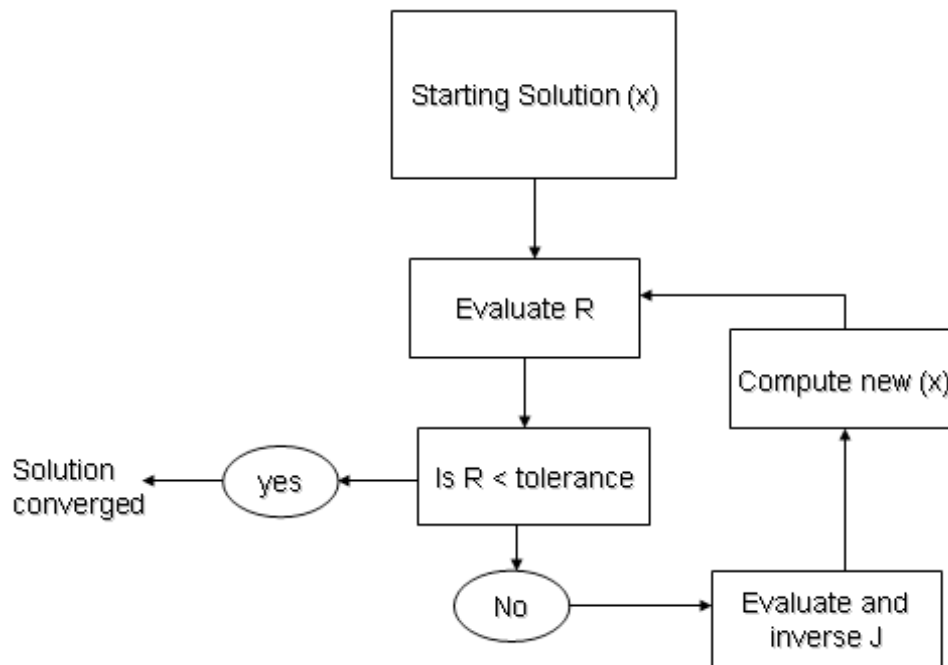 Starting Solution (x)
Evaluate R
Compute new (x)
Solution
converged
yes
Is R < tolerance
No
Evaluate and
inverse J